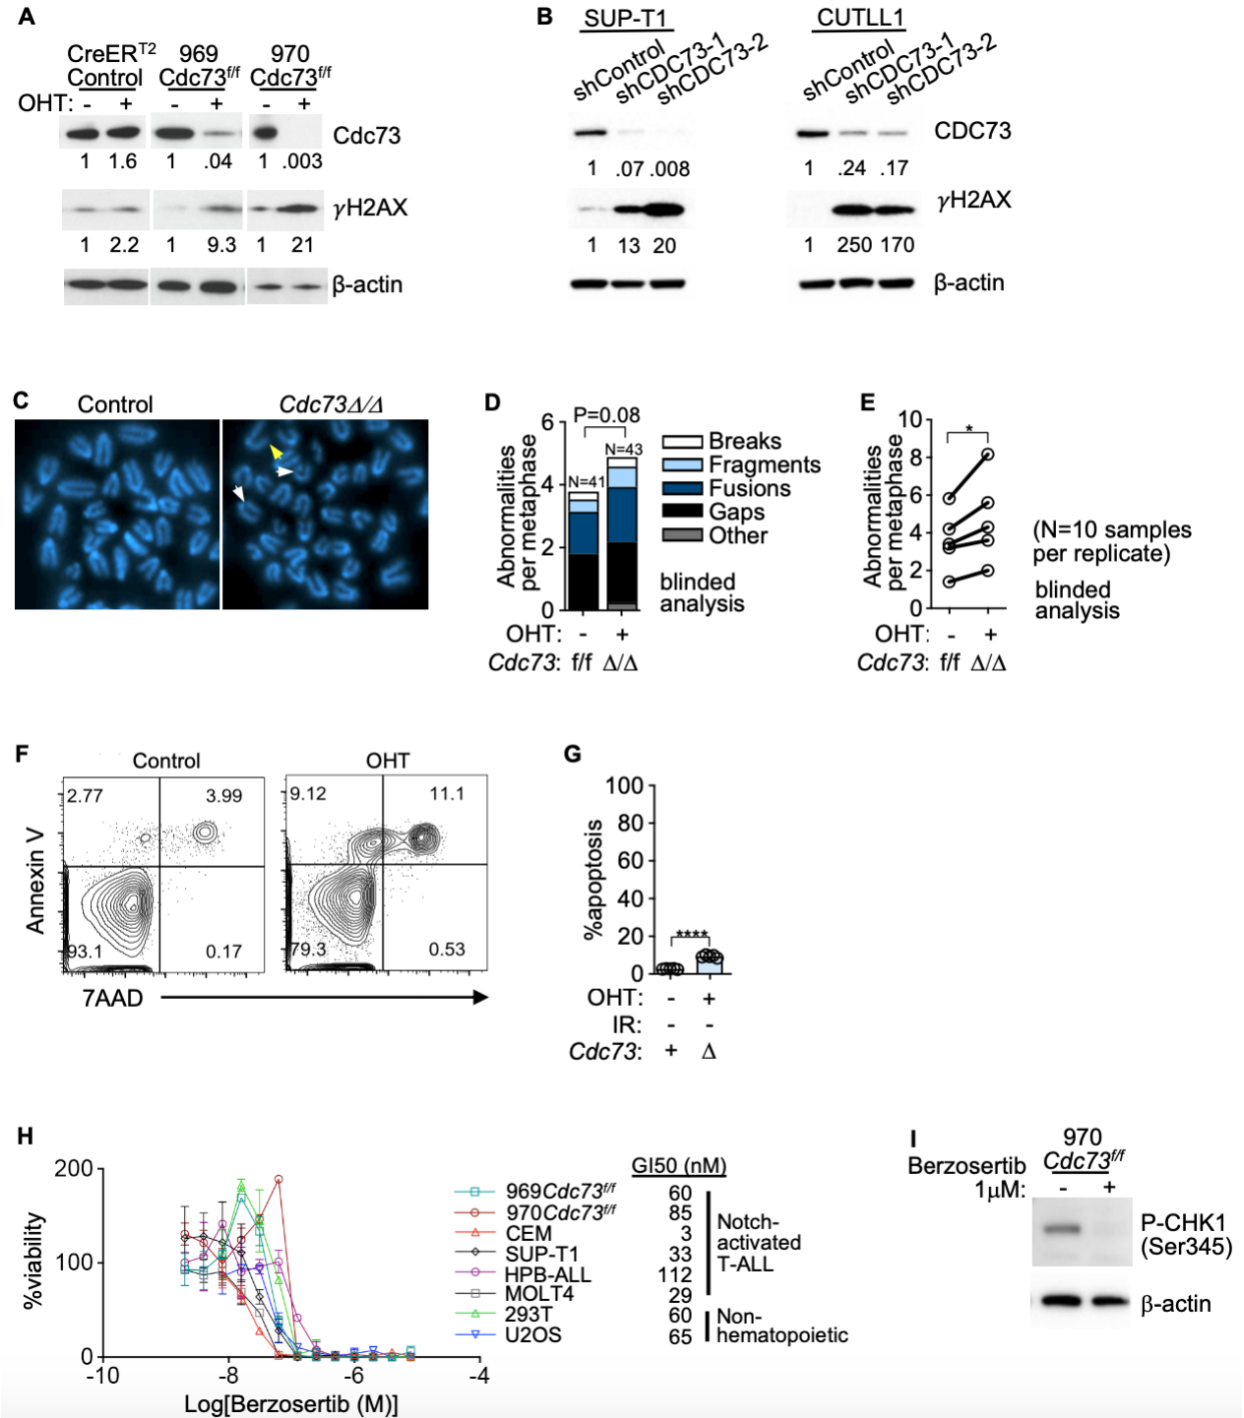 A
CreERT2 969 970
Control Cdc73f/f Cdc73f/f
OHT: - + - + - +
Cdc73
1 1.6 1 .04 1 .003
γH2AX
1 2.2 1 9.3 1 21
β-actin
B
SUP-T1 CUTLL1
shControl shCDC73-1 shCDC73-2 shControl shCDC73-1 shCDC73-2
CDC73
1 .07 .008 1 .24 .17
γH2AX
1 13 20 1 250 170
β-actin
C
Control Cdc73Δ/Δ
D
Abnormalities
per metaphase
6
4
2
0
P=0.08
N=41 N=43
Breaks
Fragments
Fusions
Gaps
Other
blinded
analysis
OHT: - +
Cdc73: f/f Δ/Δ
E
Abnormalities
per metaphase
10
8
6
4
2
0
*
(N=10 samples
per replicate)
blinded
analysis
OHT: - +
Cdc73: f/f Δ/Δ
F
Control OHT
2.77 3.99 9.12 11.1
Annexin V
93.1 0.17 79.3 0.53
7AAD
G
%apoptosis
100
80
60
40
20
0
****
OHT: - +
IR: - -
Cdc73: + Δ
H
%viability
200
100
0
-10 -8 -6 -4
Log[Berzosertib (M)]
GI50 (nM)
969Cdc73f/f 60
970Cdc73f/f 85
CEM 3
SUP-T1 33
HPB-ALL 112
MOLT4 29
293T 60
U2OS 65
Notch-
activated
T-ALL
Non-
hematopoietic
I
970
Berzosertib Cdc73f/f
1μM: - +
P-CHK1
(Ser345)
β-actin